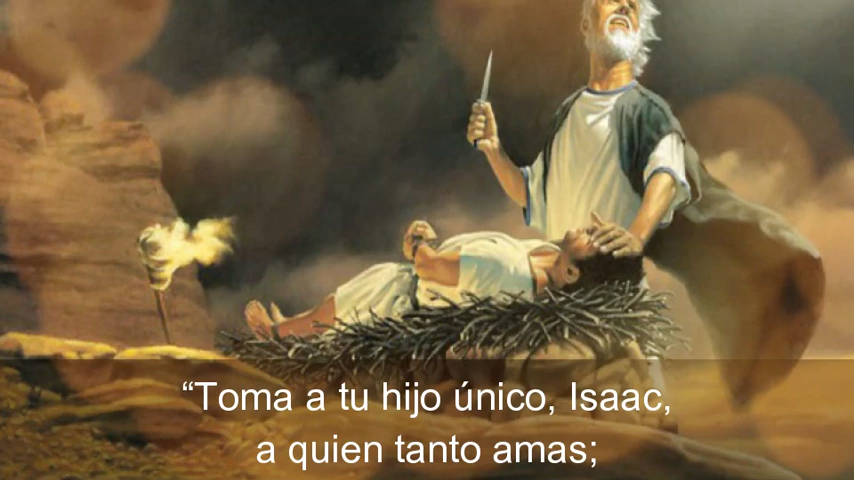 “Toma a tu hijo único, Isaac,
a quien tanto amas;